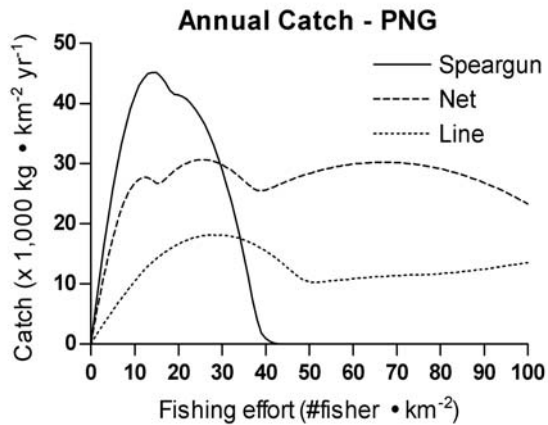 Annual Catch - PNG
50
40
30
20
10
0
Catch (x 1,000 kg • km⁻² yr⁻¹)
Speargun
Net
Line
0 10 20 30 40 50 60 70 80 90 100
Fishing effort (#fisher • km⁻²)